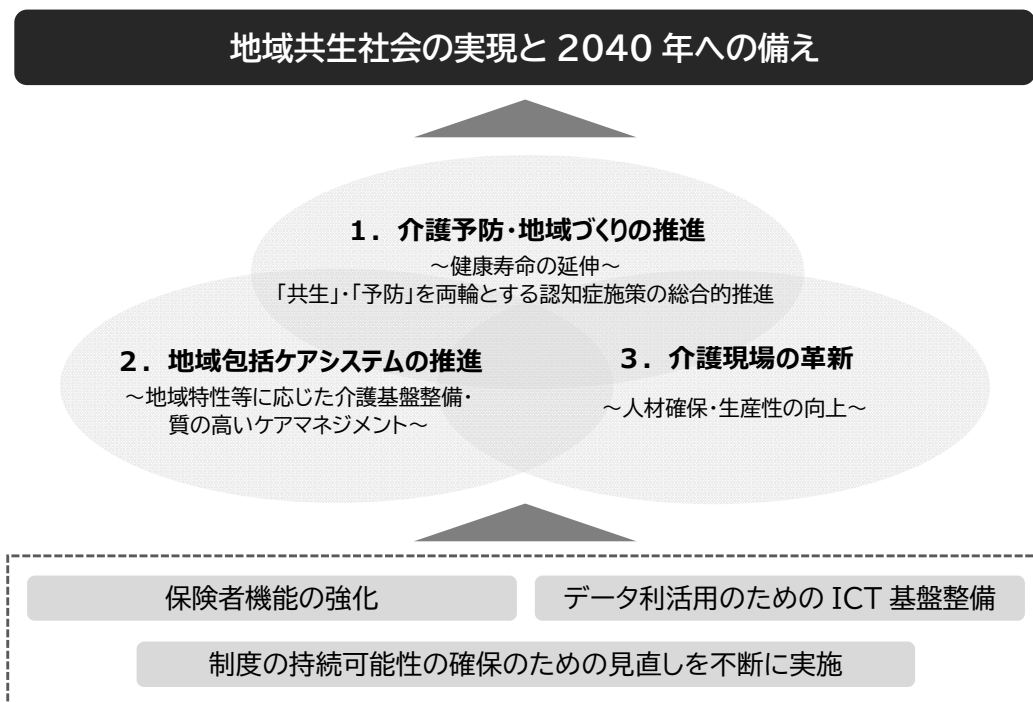 地域共生社会の実現と 2040 年への備え
1． 介護予防・地域づくりの推進
～健康寿命の延伸～
「共生」・「予防」を両輪とする認知症施策の総合的推進
2． 地域包括ケアシステムの推進
～地域特性等に応じた介護基盤整備・
質の高いケアマネジメント～
3． 介護現場の革新
～人材確保・生産性の向上～
保険者機能の強化
データ利活用のための ICT 基盤整備
制度の持続可能性の確保のための見直しを不断に実施